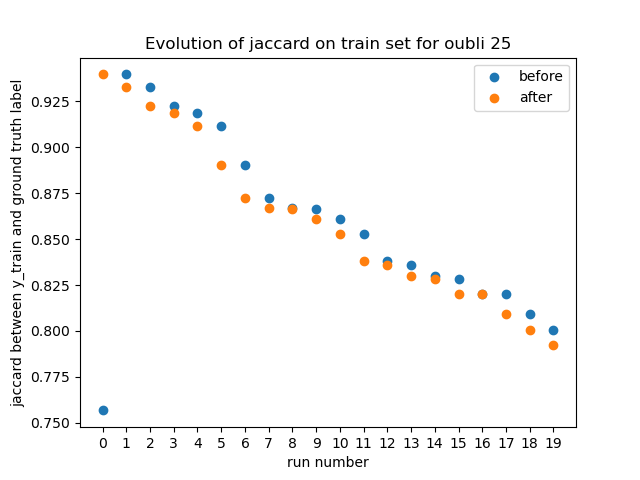 Evolution of jaccard on train set for oubli 25
before
after
jaccard between y_train and ground truth label
0.925
0.900
0.875
0.850
0.825
0.800
0.775
0.750
0 1 2 3 4 5 6 7 8 9 10 11 12 13 14 15 16 17 18 19
run number